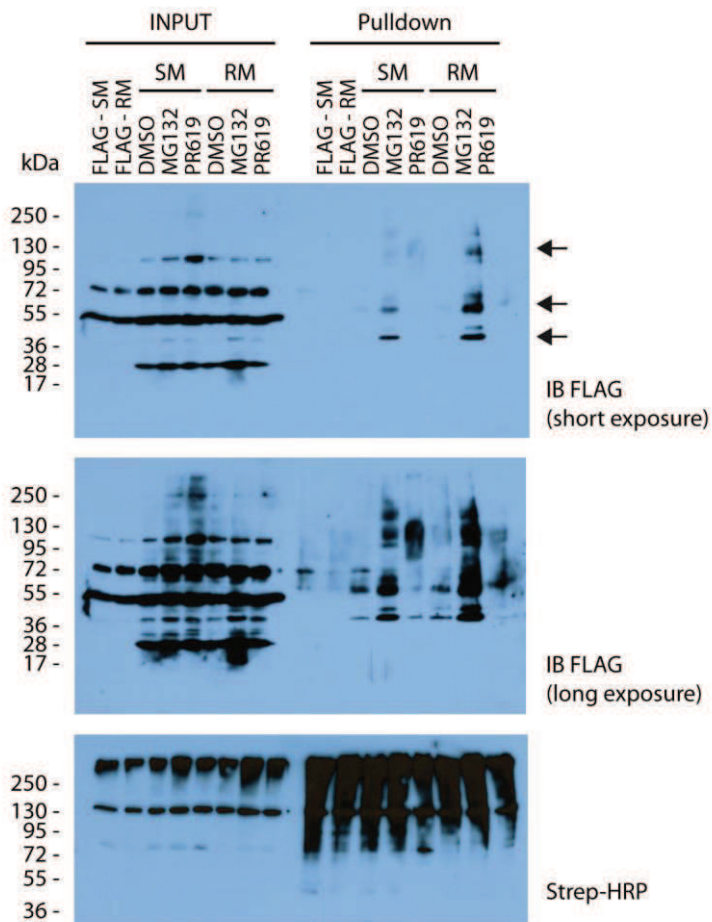 INPUT Pulldown
SM RM SM RM
kDa FLAG - SM FLAG - RM DMSO MG132 PR619 DMSO MG132 PR619 FLAG - SM FLAG - RM DMSO MG132 PR619 DMSO MG132 PR619
250 -
130 -
95 -
72 -
55 -
36 -
28 -
17 -
IB FLAG
(short exposure)
250 -
130 -
95 -
72 -
55 -
36 -
28 -
17 -
IB FLAG
(long exposure)
250 -
130 -
95 -
72 -
55 -
36 -
Strep-HRP